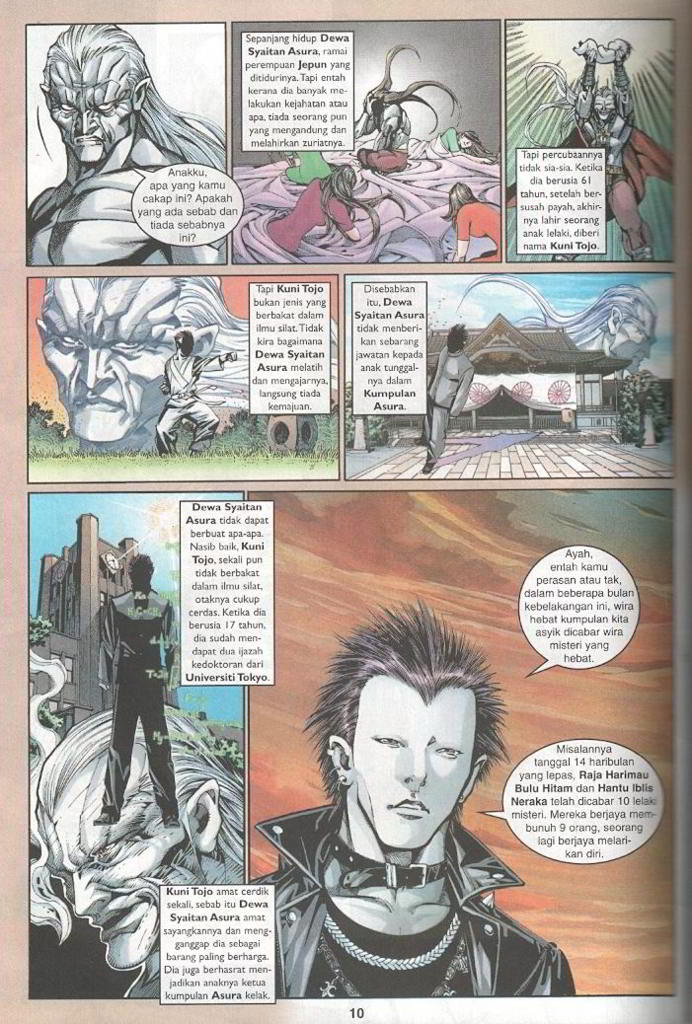 Anakku,
apa yang kamu
cakap ini? Apakah
yang ada sebab dan
tiada sebabnya
ini?
Sepanjang hidup Dewa
Syaitan Asura, ramai
perempuan Jepun yang
ditidurinya. Tapi entah
kerana dia banyak me-
lakukan kejahatan atau
apa, tiada seorang pun
yang mengandung dan
melahirkan zuriatnya.
Tapi percubaannya
tidak sia-sia. Ketika
dia berusia 61
tahun, setelah ber-
susah payah, akhir-
nya lahir seorang
anak lelaki, diberi
nama Kuni Tojo.
Tapi Kuni Tojo
bukan jenis yang
berbakat dalam
ilmu silat. Tidak
kira bagaimana
Dewa Syaitan
Asura melatih
dan mengajarnya,
langsung tiada
kemajuan.
Disebabkan
itu, Dewa
Syaitan Asura
tidak memberi-
kan sebarang
jawatan kepada
anak tunggal-
nya dalam
Kumpulan
Asura.
Dewa Syaitan
Asura tidak dapat
berbuat apa-apa.
Nasib baik, Kuni
Tojo, sekali pun
tidak berbakat
dalam ilmu silat,
otaknya cukup
cerdas. Ketika dia
berusia 17 tahun,
dia sudah men-
dapat dua ijazah
kedoktoran dari
Universiti Tokyo.
Ayah,
entah kamu
perasan atau tak,
dalam beberapa bulan
kebelakangan ini, wira
hebat kumpulan kita
asyik dicabar wira
misteri yang
hebat.
Misalannya
tanggal 14 haribulan
yang lepas, Raja Harimau
Bulu Hitam dan Hantu Iblis
Neraka telah dicabar 10 lelaki
misteri. Mereka berjaya mem-
bunuh 9 orang, seorang
lagi berjaya melari-
kan diri.
Kuni Tojo amat cerdik
sekali, sebab itu Dewa
Syaitan Asura amat
sayangkannya dan meng-
anggap dia sebagai
barang paling berharga.
Dia juga berhasrat men-
jadikan anaknya ketua
kumpulan Asura kelak.
10